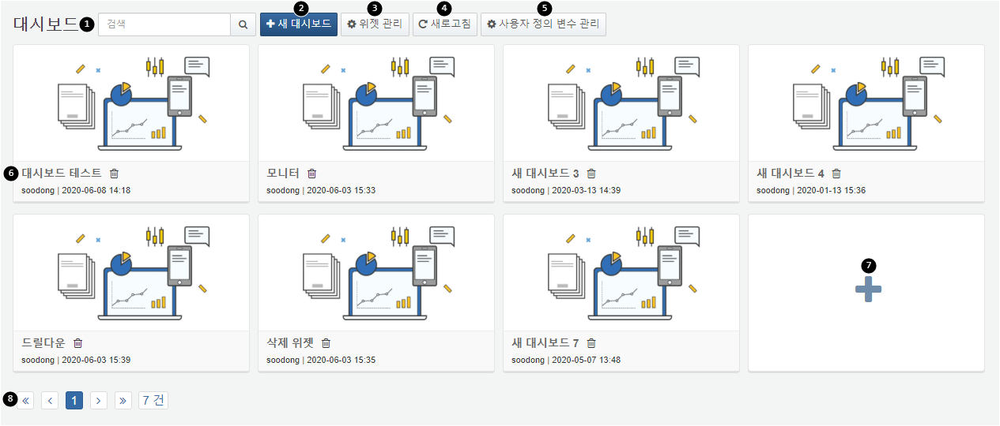 대시보드 1 검색 2 새 대시보드 3 위젯 관리 4 새로고침 5 사용자 정의 변수 관리
6 대시보드 테스트
soodong | 2020-06-08 14:18
모니터
soodong | 2020-06-03 15:33
새 대시보드 3
soodong | 2020-03-13 14:39
새 대시보드 4
soodong | 2020-01-13 15:36
드릴다운
soodong | 2020-06-03 15:39
삭제 위젯
soodong | 2020-06-03 15:35
새 대시보드 7
soodong | 2020-05-07 13:48
7
8 « ‹ 1 › » 7 건